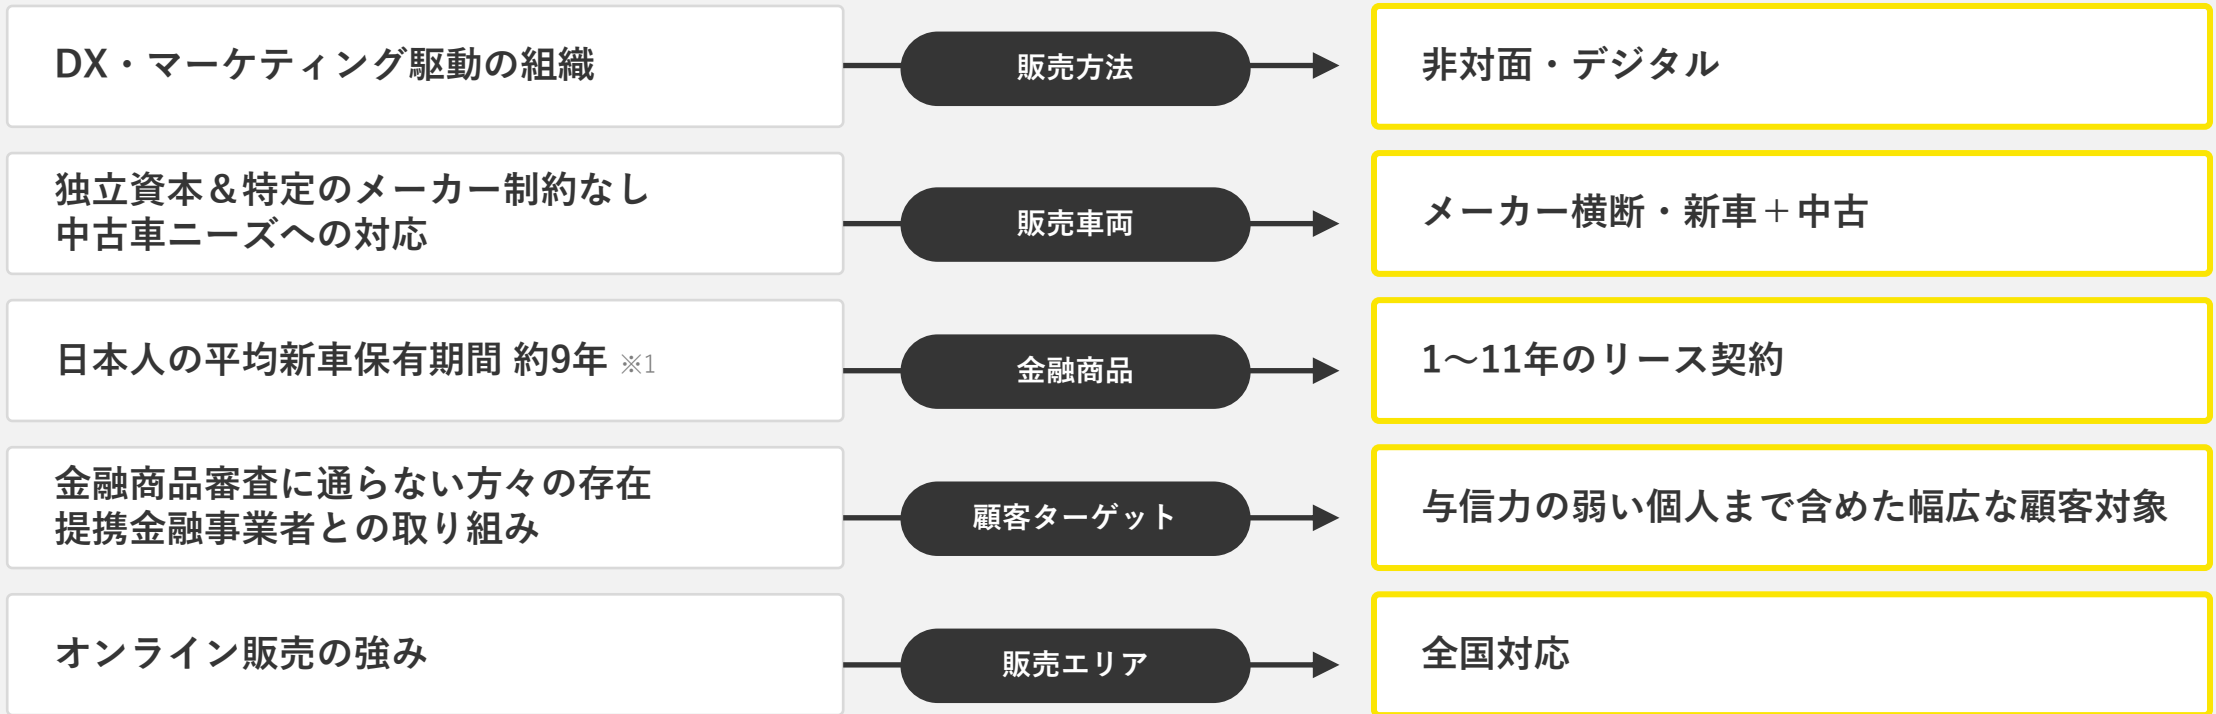 DX・マーケティング駆動の組織
販売方法
非対面・デジタル
独立資本＆特定のメーカー制約なし
中古車ニーズへの対応
販売車両
メーカー横断・新車＋中古
日本人の平均新車保有期間 約9年 ※1
金融商品
1〜11年のリース契約
金融商品審査に通らない方々の存在
提携金融事業者との取り組み
顧客ターゲット
与信力の弱い個人まで含めた幅広な顧客対象
オンライン販売の強み
販売エリア
全国対応